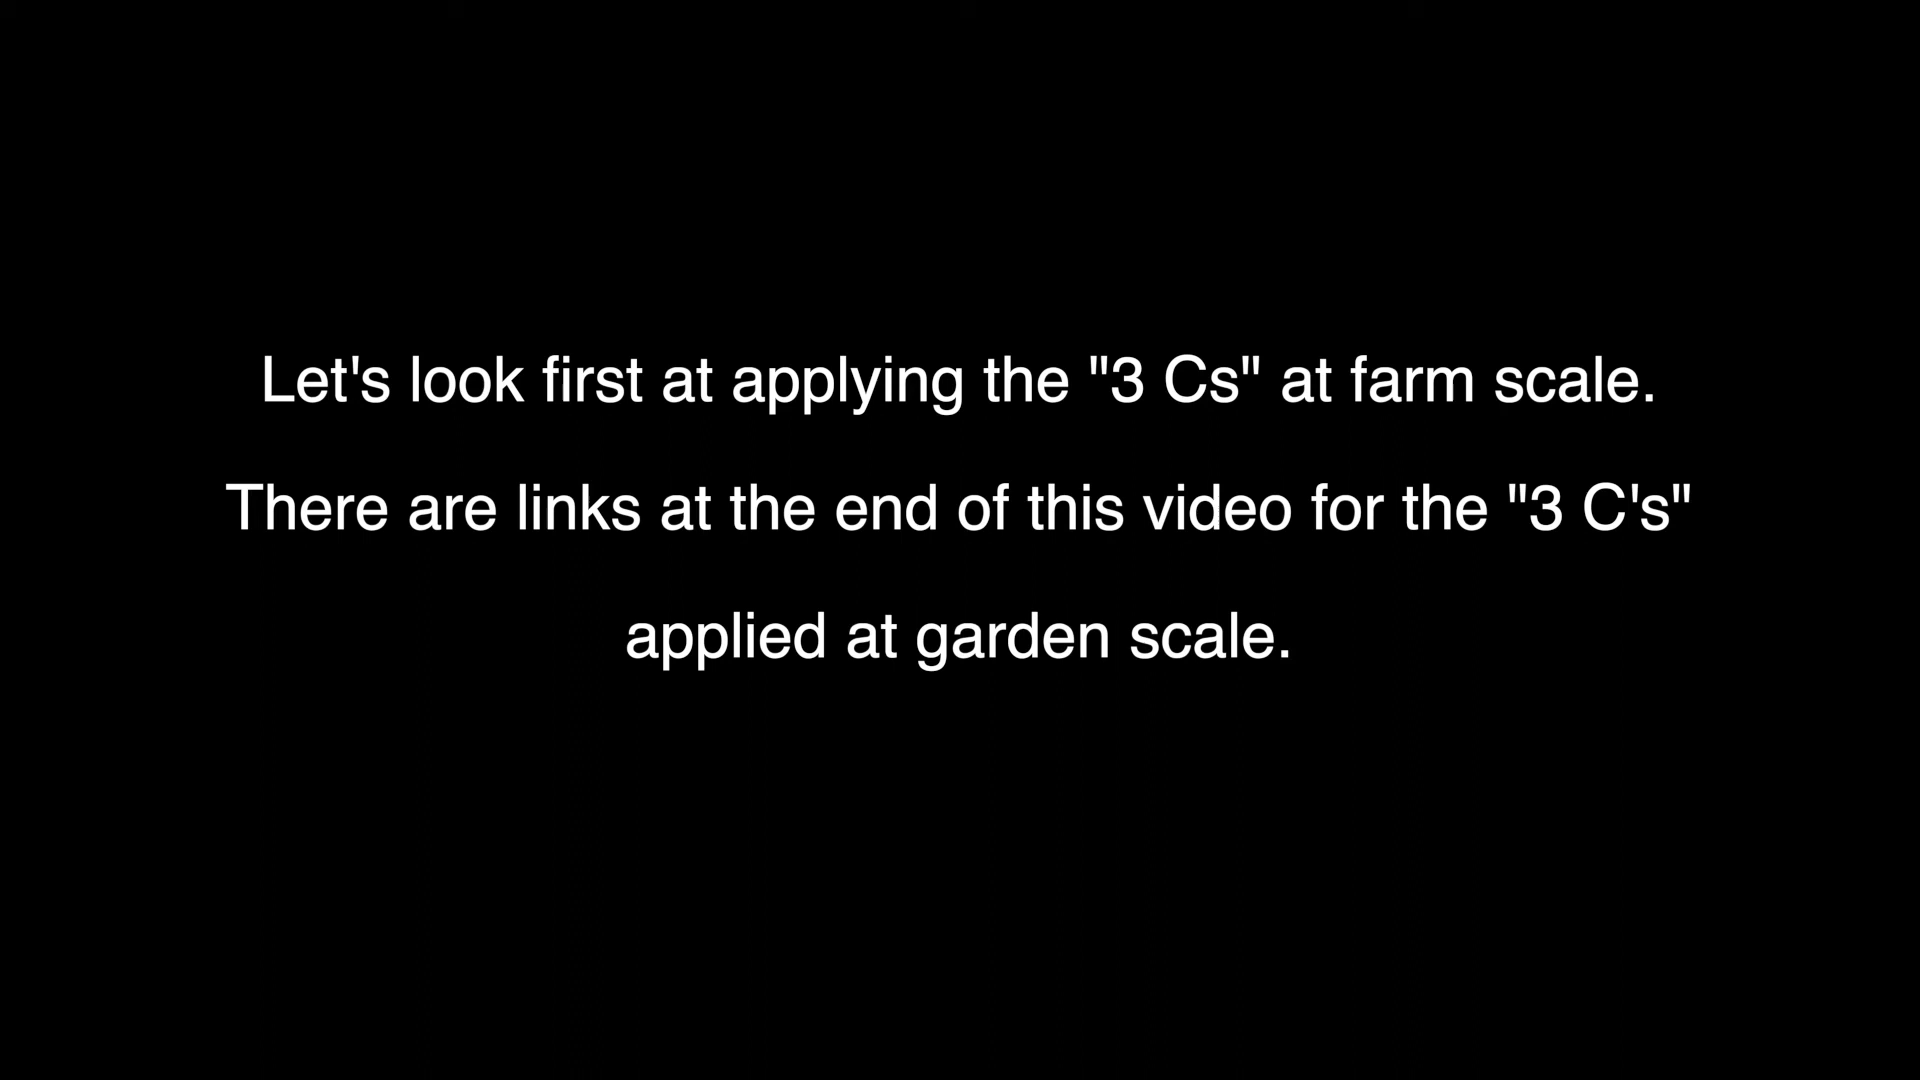 Let's look first at applying the "3 Cs" at farm scale.
There are links at the end of this video for the "3 C's"
applied at garden scale.